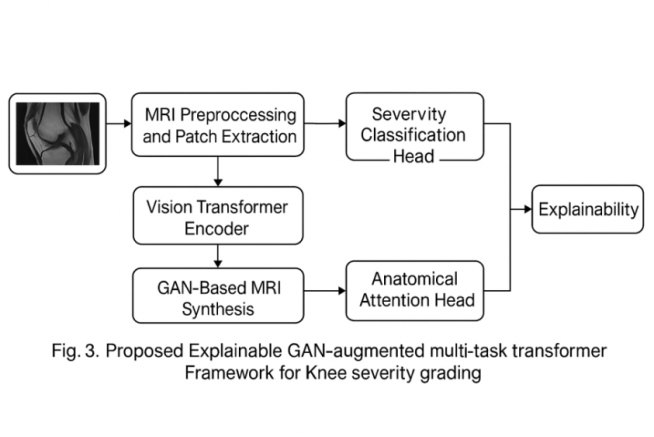 MRI Preproccessing
and Patch Extraction
Severvity
Classification
Head
Vision Transformer
Encoder
Explainability
GAN-Based MRI
Synthesis
Anatomical
Attention Head
Fig. 3. Proposed Explainable GAN-augmented multi-task transformer
Framework for Knee severity grading